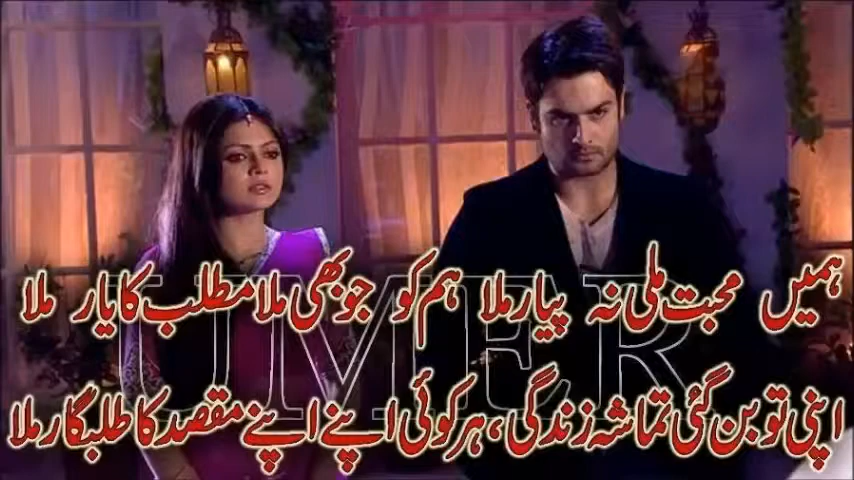 ہمیں محبت ملی نہ پیار ملا ہم کو جو بھی ملا مطلب کا یار ملا
UMER
اپنی تو بن گئی تماشہ زندگی، ہر کوئی اپنے اپنے مقصد کا طلبگار ملا